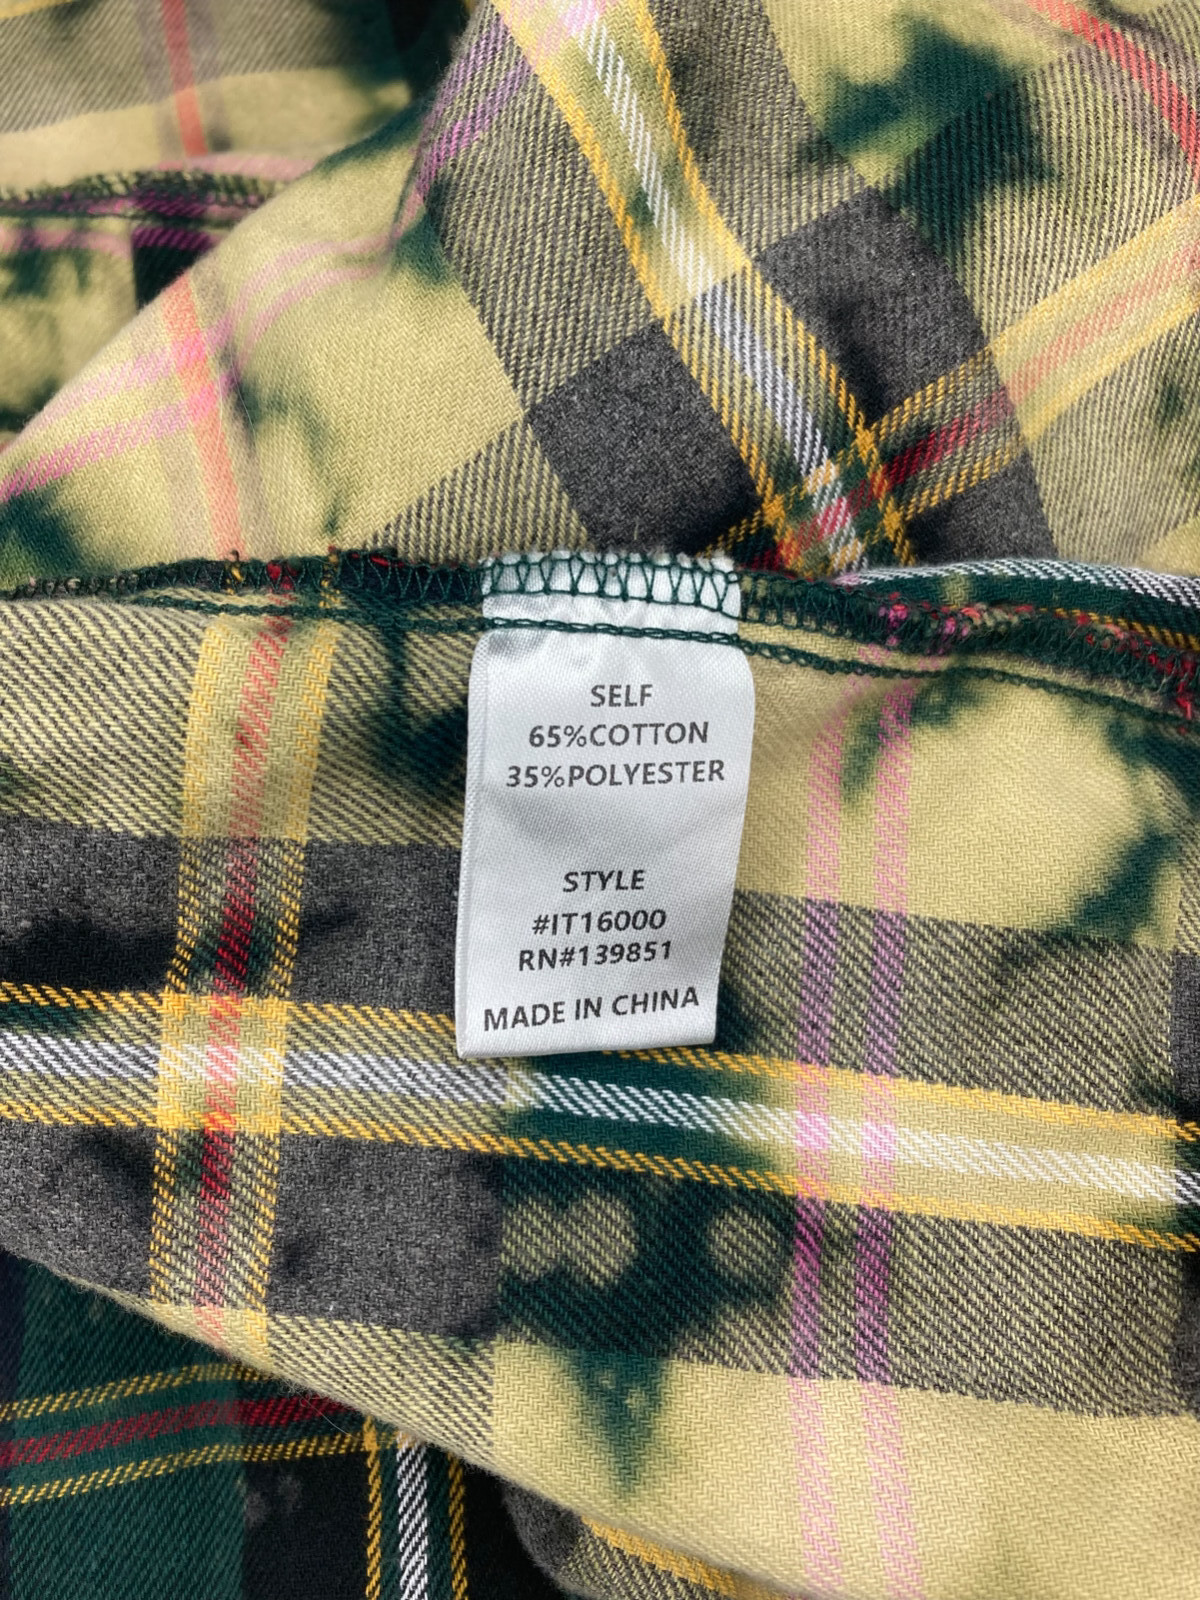 SELF
65%COTTON
35%POLYESTER
STYLE
#IT16000
RN#139851
MADE IN CHINA